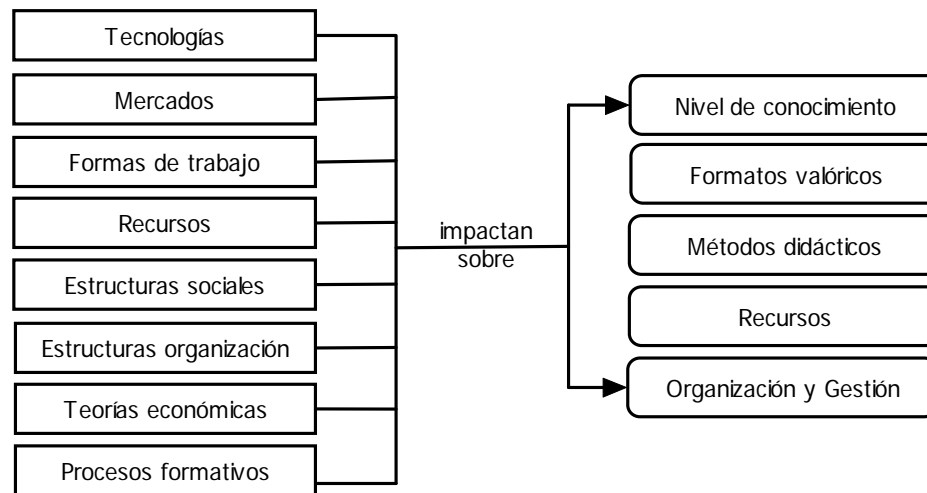 Tecnologías
Mercados
Formas de trabajo
Recursos
Estructuras sociales
Estructuras organización
Teorías económicas
Procesos formativos
impactan
sobre
Nivel de conocimiento
Formatos valóricos
Métodos didácticos
Recursos
Organización y Gestión